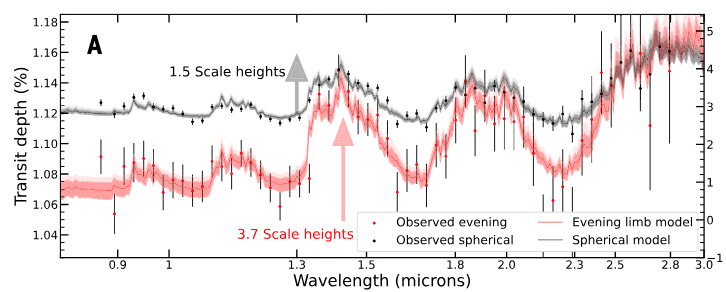 A
1.18
1.16
1.14
1.12
1.10
1.08
1.06
1.04
Transit depth (%)
1.5 Scale heights
3.7 Scale heights
Observed evening
Observed spherical
Evening limb model
Spherical model
5
4
3
2
1
0
−1
0.9
1
1.3
1.5
1.8
2.0
2.3
2.5
2.8
3.0
Wavelength (microns)